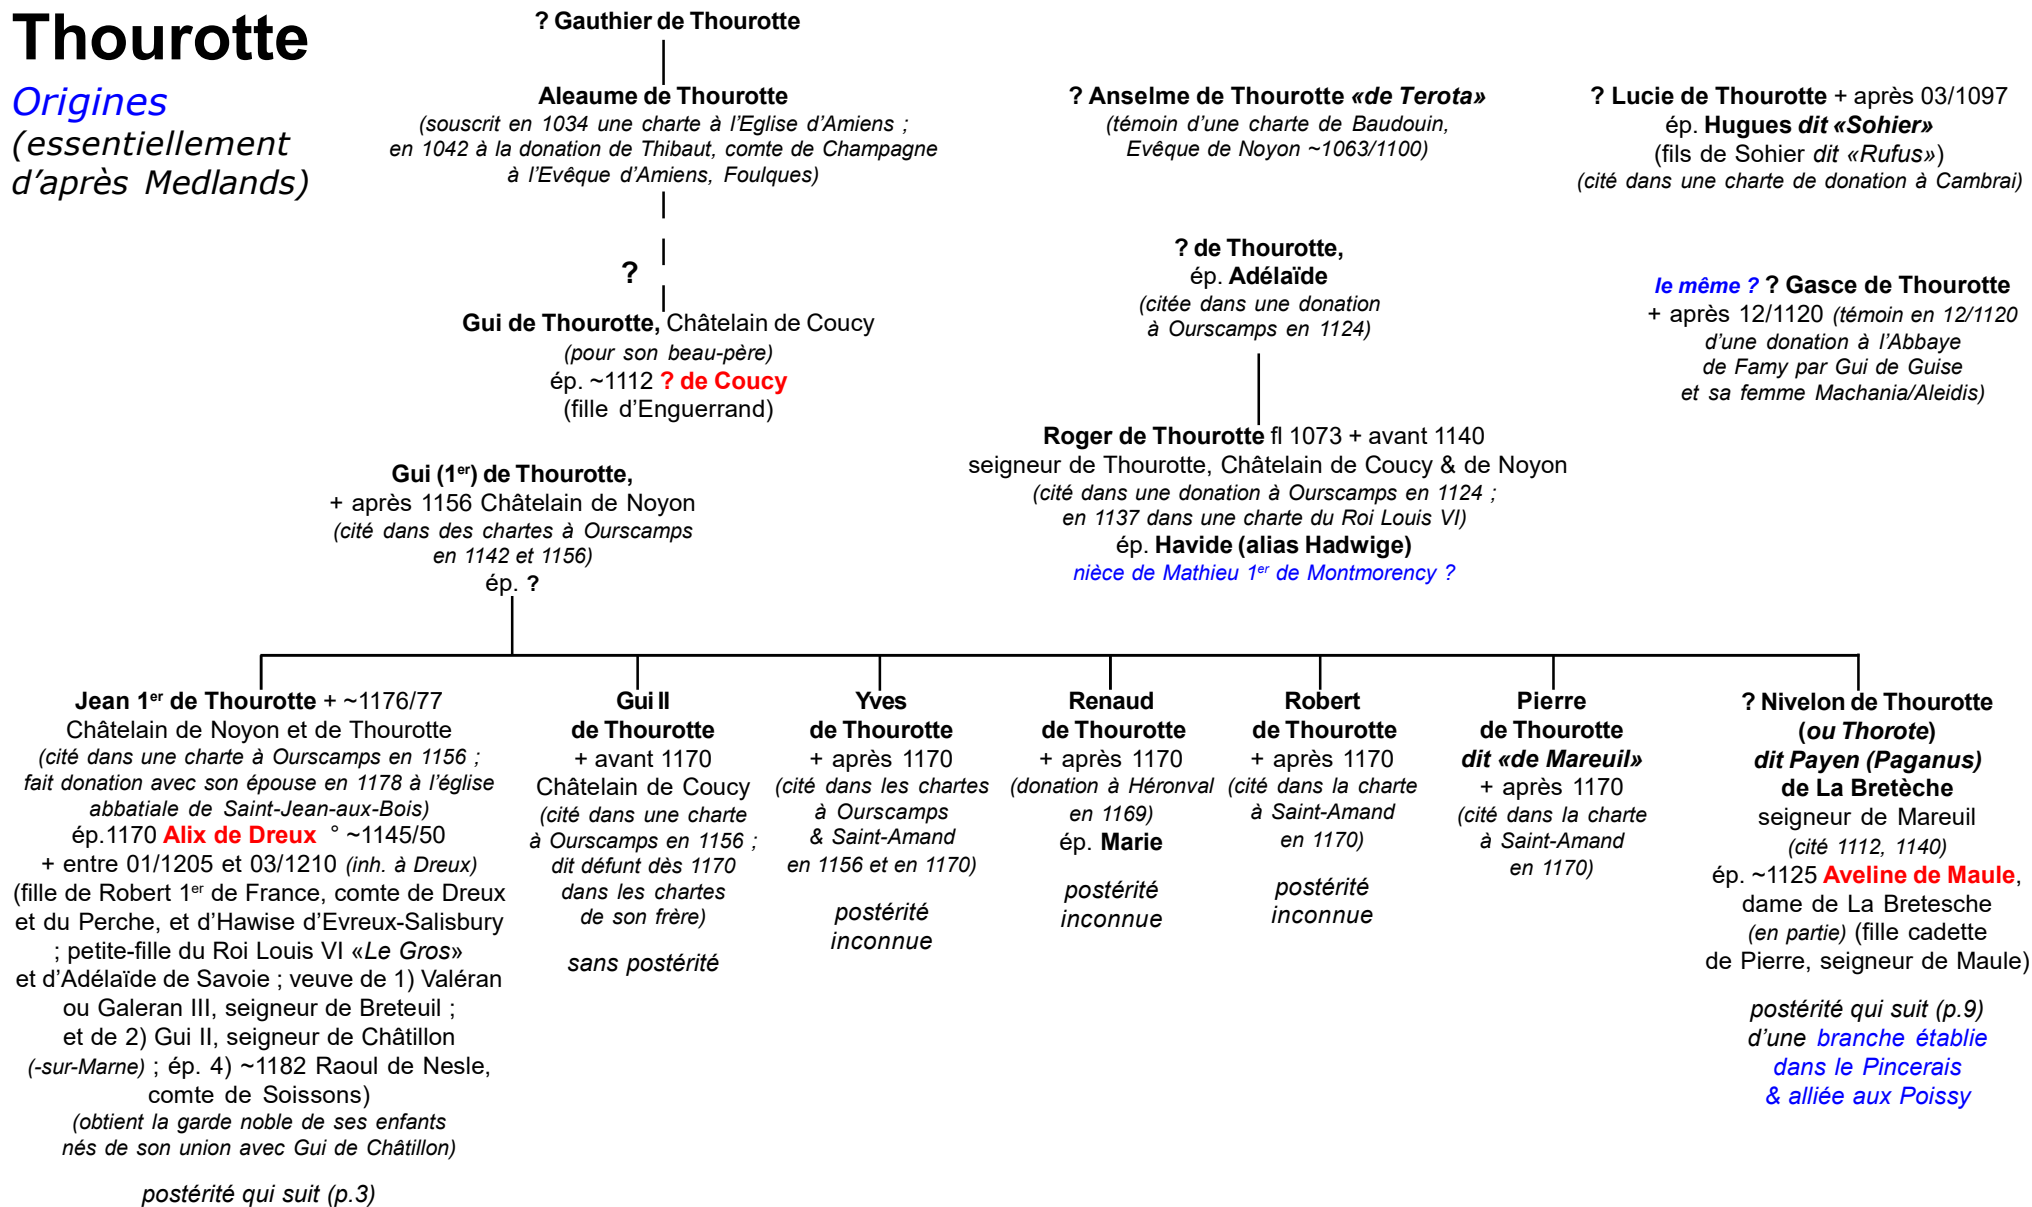 Thourotte
Origines
(essentiellement
d'après Medlands)
? Gauthier de Thourotte
Aleaume de Thourotte
(souscrit en 1034 une charte à l'Eglise d'Amiens ;
en 1042 à la donation de Thibaut, comte de Champagne
à l'Evêque d'Amiens, Foulques)
? Anselme de Thourotte «de Terota»
(témoin d'une charte de Baudouin,
Evêque de Noyon ~1063/1100)
? Lucie de Thourotte + après 03/1097
ép. Hugues dit «Sohier»
(fils de Sohier dit «Rufus»)
(cité dans une charte de donation à Cambrai)
?
Gui de Thourotte, Châtelain de Coucy
(pour son beau-père)
ép. ~1112 ? de Coucy
(fille d'Enguerrand)
? de Thourotte,
ép. Adélaïde
(citée dans une donation
à Ourscamps en 1124)
le même ? ? Gasce de Thourotte
+ après 12/1120 (témoin en 12/1120
d'une donation à l'Abbaye
de Famy par Gui de Guise
et sa femme Machania/Aleidis)
Roger de Thourotte fl 1073 + avant 1140
seigneur de Thourotte, Châtelain de Coucy & de Noyon
(cité dans une donation à Ourscamps en 1124 ;
en 1137 dans une charte du Roi Louis VI)
ép. Havide (alias Hadwige)
nièce de Mathieu 1er de Montmorency ?
Gui (1er) de Thourotte,
+ après 1156 Châtelain de Noyon
(cité dans des chartes à Ourscamps
en 1142 et 1156)
ép. ?
Jean 1er de Thourotte + ~1176/77
Châtelain de Noyon et de Thourotte
(cité dans une charte à Ourscamps en 1156 ;
fait donation avec son épouse en 1178 à l'église
abbatiale de Saint-Jean-aux-Bois)
ép.1170 Alix de Dreux ° ~1145/50
+ entre 01/1205 et 03/1210 (inh. à Dreux)
(fille de Robert 1er de France, comte de Dreux
et du Perche, et d'Hawise d'Evreux-Salisbury
; petite-fille du Roi Louis VI «Le Gros»
et d'Adélaïde de Savoie ; veuve de 1) Valéran
ou Galeran III, seigneur de Breteuil ;
et de 2) Gui II, seigneur de Châtillon
(-sur-Marne) ; ép. 4) ~1182 Raoul de Nesle,
comte de Soissons)
(obtient la garde noble de ses enfants
nés de son union avec Gui de Châtillon)
postérité qui suit (p.3)
Gui II
de Thourotte
+ avant 1170
Châtelain de Coucy
(cité dans une charte
à Ourscamps en 1156 ;
dit défunt dès 1170
dans les chartes
de son frère)
sans postérité
Yves
de Thourotte
+ après 1170
(cité dans les chartes
à Ourscamps
& Saint-Amand
en 1156 et en 1170)
postérité
inconnue
Renaud
de Thourotte
+ après 1170
(donation à Héronval
en 1169)
ép. Marie
postérité
inconnue
Robert
de Thourotte
+ après 1170
(cité dans la charte
à Saint-Amand
en 1170)
postérité
inconnue
Pierre
de Thourotte
dit «de Mareuil»
+ après 1170
(cité dans la charte
à Saint-Amand
en 1170)
? Nivelon de Thourotte
(ou Thorote)
dit Payen (Paganus)
de La Bretèche
seigneur de Mareuil
(cité 1112, 1140)
ép. ~1125 Aveline de Maule,
dame de La Bretesche
(en partie) (fille cadette
de Pierre, seigneur de Maule)
postérité qui suit (p.9)
d'une branche établie
dans le Pincerais
& alliée aux Poissy